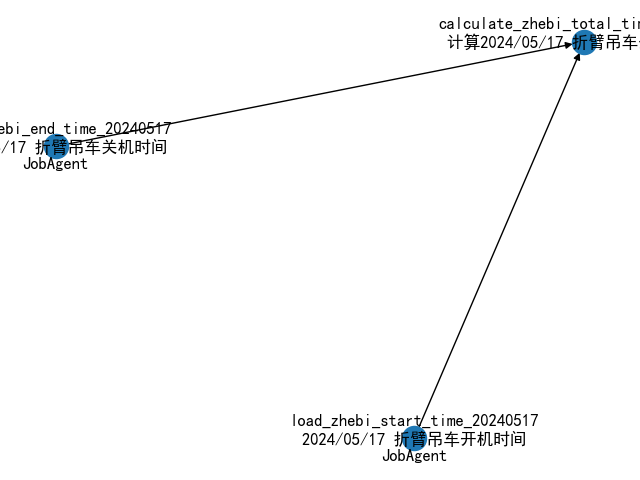 calculate_zhebi_total_tim
计算2024/05/17 折臂吊车
ebi_end_time_20240517
/17 折臂吊车关机时间
JobAgent
load_zhebi_start_time_20240517
2024/05/17 折臂吊车开机时间
JobAgent